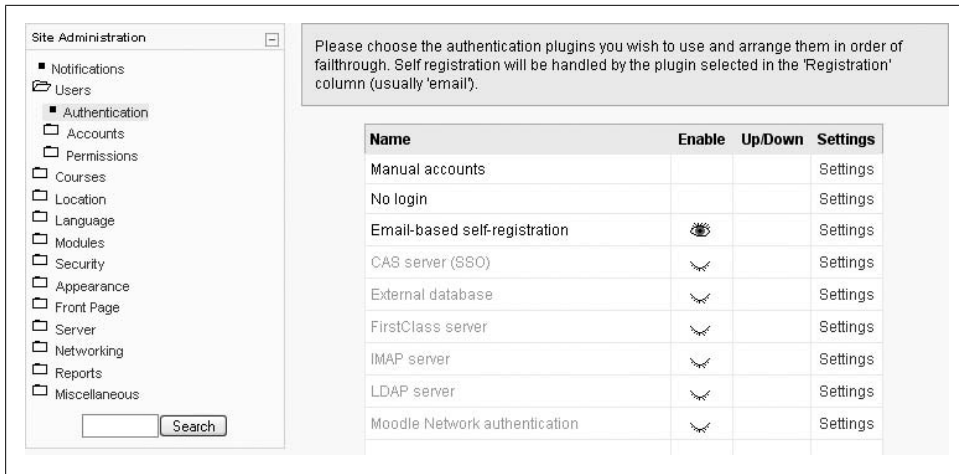 Site Administration
Notifications
Users
Authentication
Accounts
Permissions
Courses
Location
Language
Modules
Security
Appearance
Front Page
Server
Networking
Reports
Miscellaneous
Search
Please choose the authentication plugins you wish to use and arrange them in order of
failthrough. Self registration will be handled by the plugin selected in the 'Registration'
column (usually 'email').
Name Enable Up/Down Settings
Manual accounts Settings
No login Settings
Email-based self-registration Settings
CAS server (SSO) Settings
External database Settings
FirstClass server Settings
IMAP server Settings
LDAP server Settings
Moodle Network authentication Settings